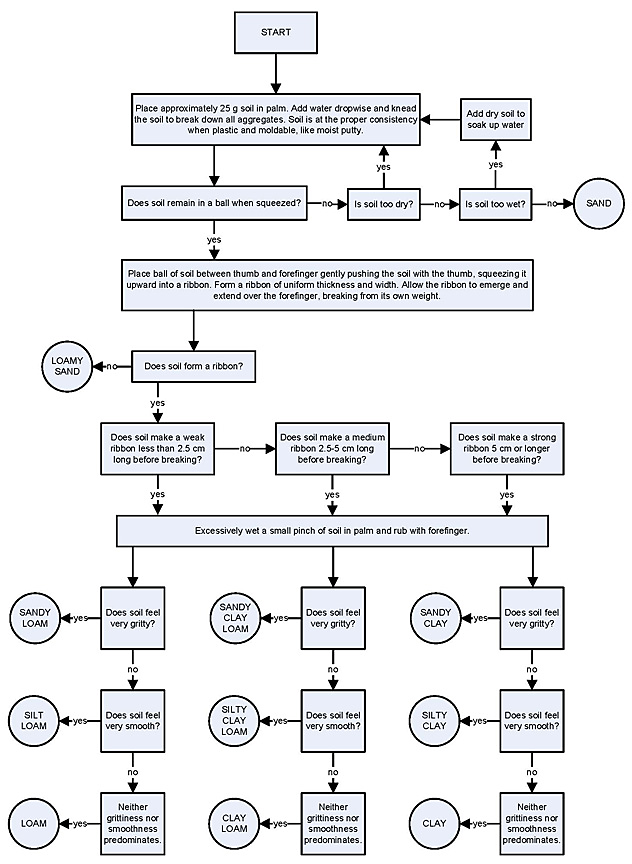 START
Place approximately 25 g soil in palm. Add water dropwise and knead
the soil to break down all aggregates. Soil is at the proper consistency
when plastic and moldable, like moist putty.
Add dry soil to
soak up water
yes
yes
Does soil remain in a ball when squeezed?
no
Is soil too dry?
no
Is soil too wet?
no
SAND
yes
Place ball of soil between thumb and forefinger gently pushing the soil with the thumb, squeezing it
upward into a ribbon. Form a ribbon of uniform thickness and width. Allow the ribbon to emerge and
extend over the forefinger, breaking from its own weight.
LOAMY
SAND
no
Does soil form a ribbon?
yes
Does soil make a weak
ribbon less than 2.5 cm
long before breaking?
no
Does soil make a medium
ribbon 2.5-5 cm long
before breaking?
no
Does soil make a strong
ribbon 5 cm or longer
before breaking?
yes
yes
yes
Excessively wet a small pinch of soil in palm and rub with forefinger.
SANDY
LOAM
yes
Does soil feel
very gritty?
SANDY
CLAY
LOAM
yes
Does soil feel
very gritty?
SANDY
CLAY
yes
Does soil feel
very gritty?
no
no
no
SILT
LOAM
yes
Does soil feel
very smooth?
SILTY
CLAY
LOAM
yes
Does soil feel
very smooth?
SILTY
CLAY
yes
Does soil feel
very smooth?
no
no
no
LOAM
yes
Neither
grittiness nor
smoothness
predominates.
CLAY
LOAM
yes
Neither
grittiness nor
smoothness
predominates.
CLAY
yes
Neither
grittiness nor
smoothness
predominates.